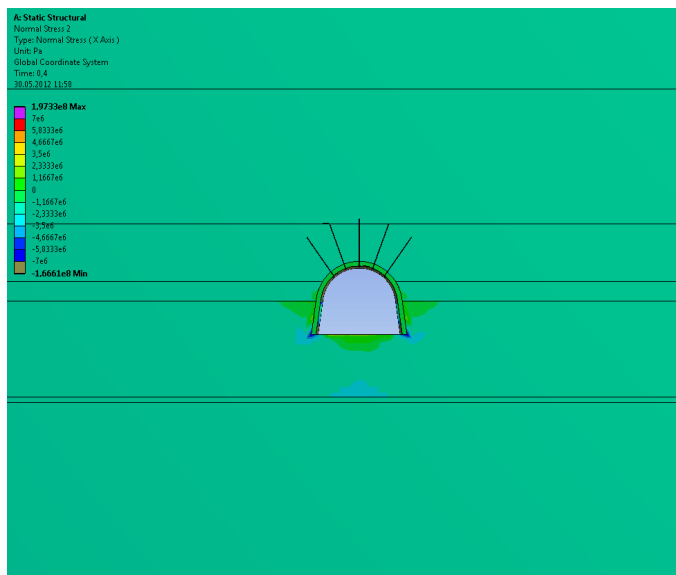 A: Static Structural
Normal Stress 2
Type: Normal Stress ( X Axis )
Unit: Pa
Global Coordinate System
Time: 0,4
30.05.2012 11:58
1.9733e8 Max
7e6
5,8333e6
4,6667e6
3,5e6
2,3333e6
1,1667e6
0
-1,1667e6
-2,3333e6
-3,5e6
-4,6667e6
-5,8333e6
-7e6
-1,6661e8 Min